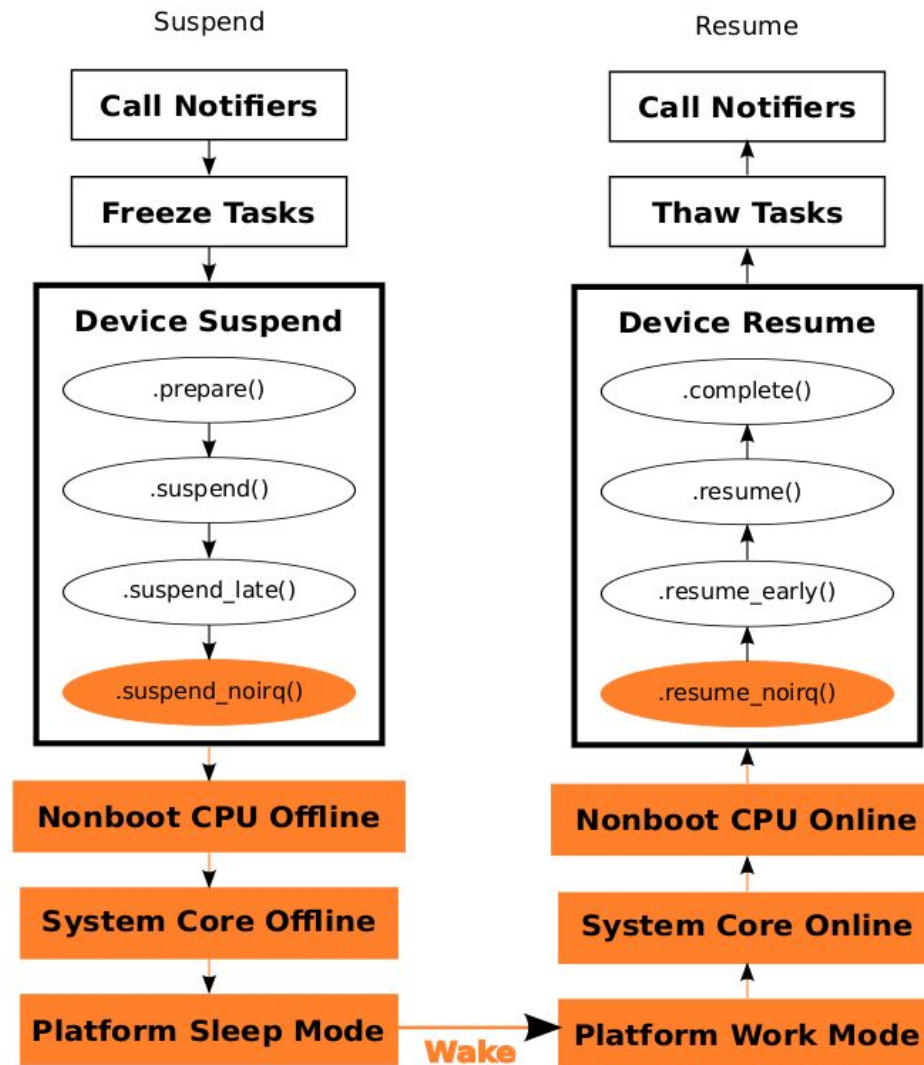 Suspend
Call Notifiers
Freeze Tasks
Device Suspend
.prepare()
.suspend()
.suspend_late()
.suspend_noirq()
Nonboot CPU Offline
System Core Offline
Platform Sleep Mode
Wake
Resume
Call Notifiers
Thaw Tasks
Device Resume
.complete()
.resume()
.resume_early()
.resume_noirq()
Nonboot CPU Online
System Core Online
Platform Work Mode